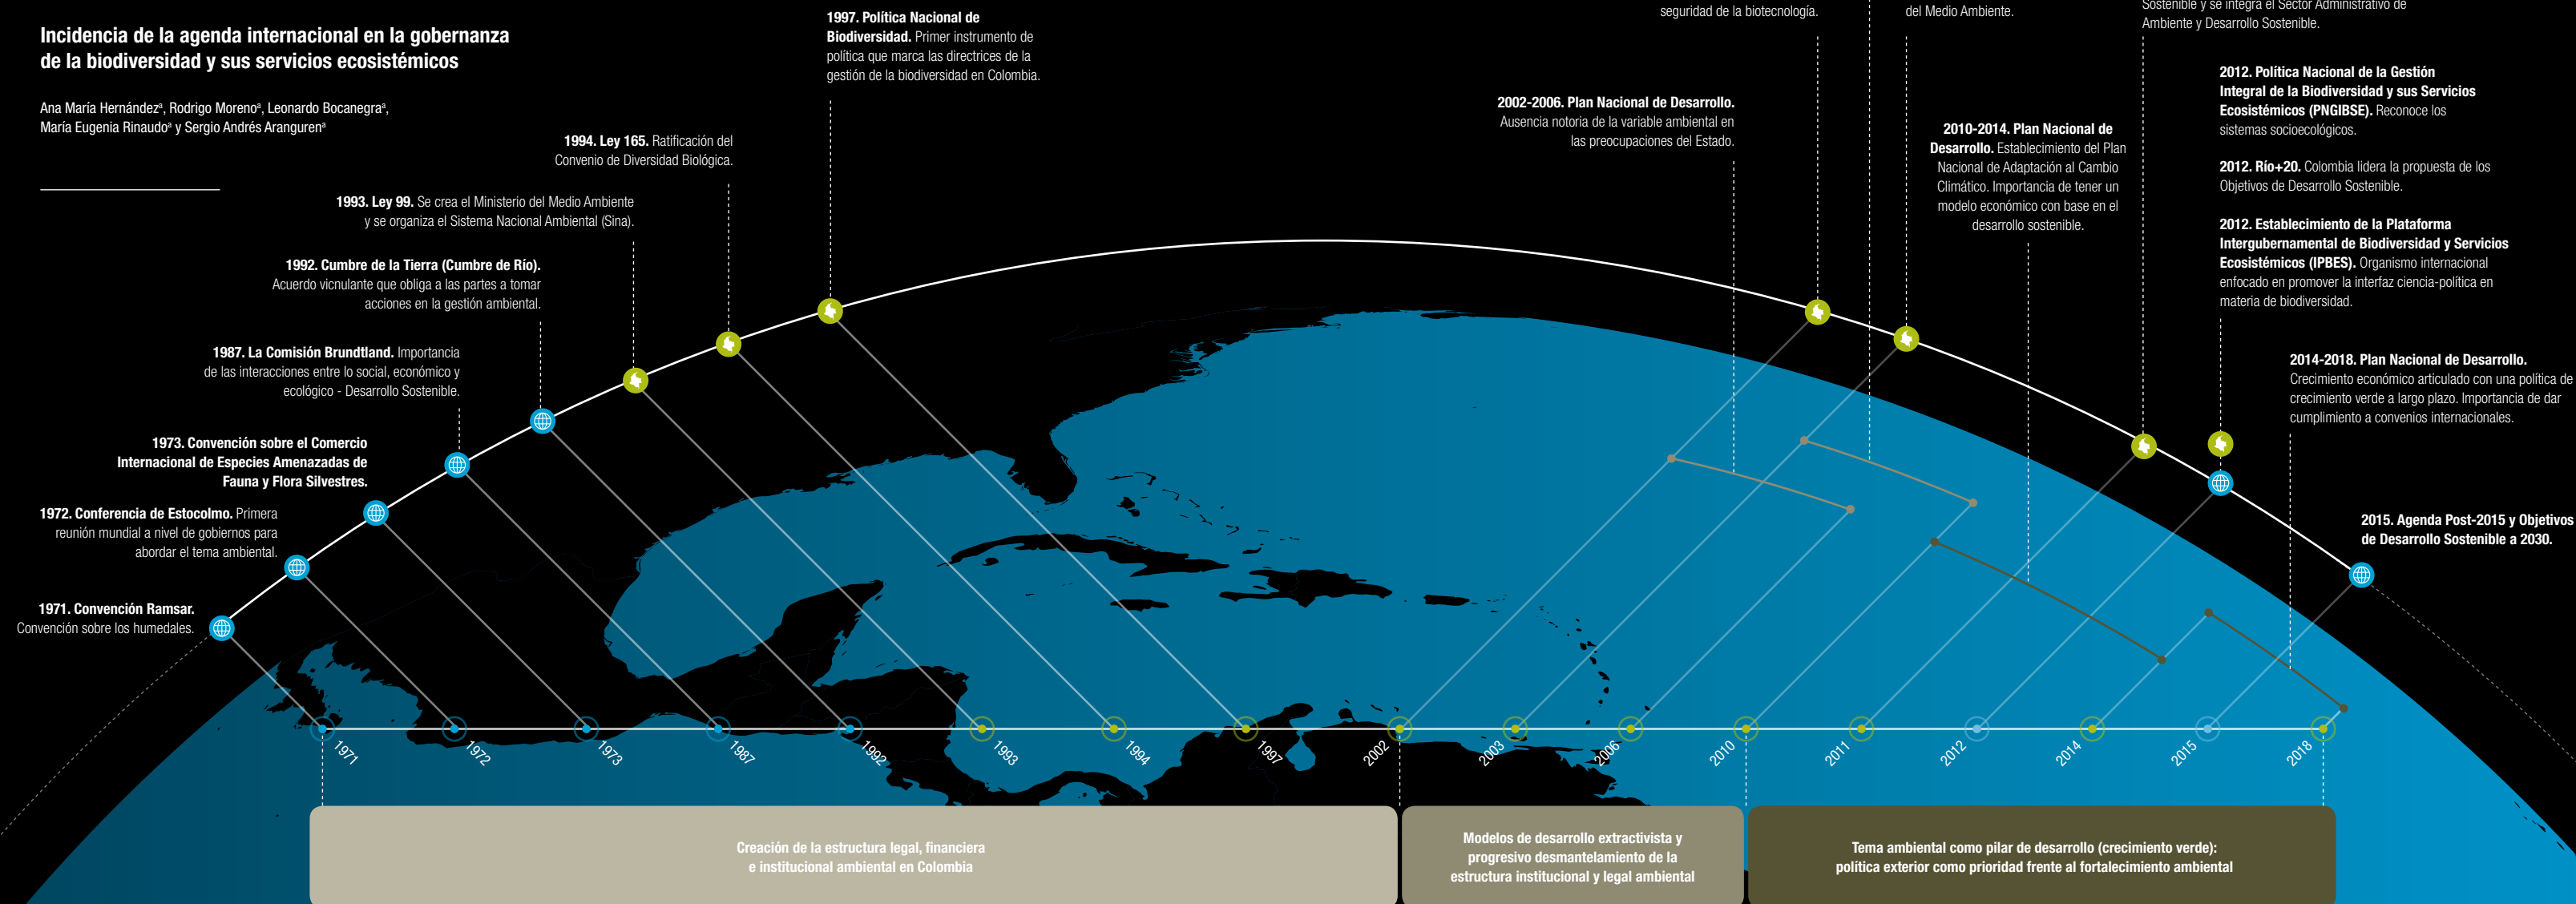 Incidencia de la agenda internacional en la gobernanza
de la biodiversidad y sus servicios ecosistémicos
Ana María Hernándezª, Rodrigo Morenoª, Leonardo Bocanegraª,
María Eugenia Rinaudoª y Sergio Andrés Arangurenª
1971. Convención Ramsar.
Convención sobre los humedales.
1972. Conferencia de Estocolmo. Primera
reunión mundial a nivel de gobiernos para
abordar el tema ambiental.
1973. Convención sobre el Comercio
Internacional de Especies Amenazadas de
Fauna y Flora Silvestres.
1987. La Comisión Brundtland. Importancia
de las interacciones entre lo social, económico y
ecológico - Desarrollo Sostenible.
1992. Cumbre de la Tierra (Cumbre de Río).
Acuerdo vicnulante que obliga a las partes a tomar
acciones en la gestión ambiental.
1993. Ley 99. Se crea el Ministerio del Medio Ambiente
y se organiza el Sistema Nacional Ambiental (Sina).
1994. Ley 165. Ratificación del
Convenio de Diversidad Biológica.
1997. Política Nacional de
Biodiversidad. Primer instrumento de
política que marca las directrices de la
gestión de la biodiversidad en Colombia.
2002-2006. Plan Nacional de Desarrollo.
Ausencia notoria de la variable ambiental en
las preocupaciones del Estado.
seguridad de la biotecnología.
del Medio Ambiente.
2010-2014. Plan Nacional de
Desarrollo. Establecimiento del Plan
Nacional de Adaptación al Cambio
Climático. Importancia de tener un
modelo económico con base en el
desarrollo sostenible.
Sostenible y se integra el Sector Administrativo de
Ambiente y Desarrollo Sostenible.
2012. Política Nacional de la Gestión
Integral de la Biodiversidad y sus Servicios
Ecosistémicos (PNGIBSE). Reconoce los
sistemas socioecológicos.
2012. Río+20. Colombia lidera la propuesta de los
Objetivos de Desarrollo Sostenible.
2012. Establecimiento de la Plataforma
Intergubernamental de Biodiversidad y Servicios
Ecosistémicos (IPBES). Organismo internacional
enfocado en promover la interfaz ciencia-política en
materia de biodiversidad.
2014-2018. Plan Nacional de Desarrollo.
Crecimiento económico articulado con una política de
crecimiento verde a largo plazo. Importancia de dar
cumplimiento a convenios internacionales.
2015. Agenda Post-2015 y Objetivos
de Desarrollo Sostenible a 2030.
1971
1972
1973
1987
1992
1993
1994
1997
2002
2003
2006
2010
2011
2012
2014
2015
2018
Creación de la estructura legal, financiera
e institucional ambiental en Colombia
Modelos de desarrollo extractivista y
progresivo desmantelamiento de la
estructura institucional y legal ambiental
Tema ambiental como pilar de desarrollo (crecimiento verde):
política exterior como prioridad frente al fortalecimiento ambiental